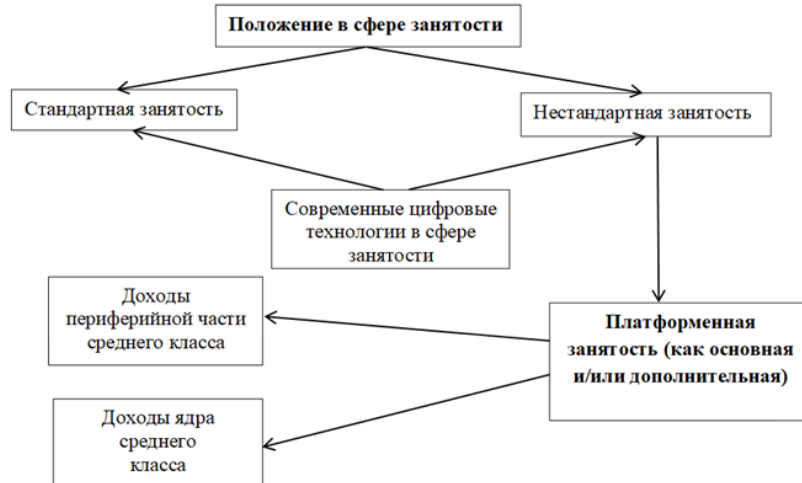 Положение в сфере занятости
Стандартная занятость
Нестандартная занятость
Современные цифровые
технологии в сфере
занятости
Доходы
периферийной части
среднего класса
Платформенная
занятость (как основная
и/или дополнительная)
Доходы ядра
среднего
класса